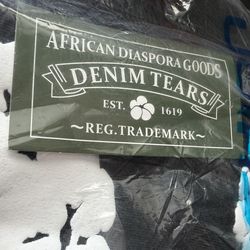 AFRICAN DIASPORA GOODS
DENIM TEARS
EST. 1619
~REG.TRADEMARK~